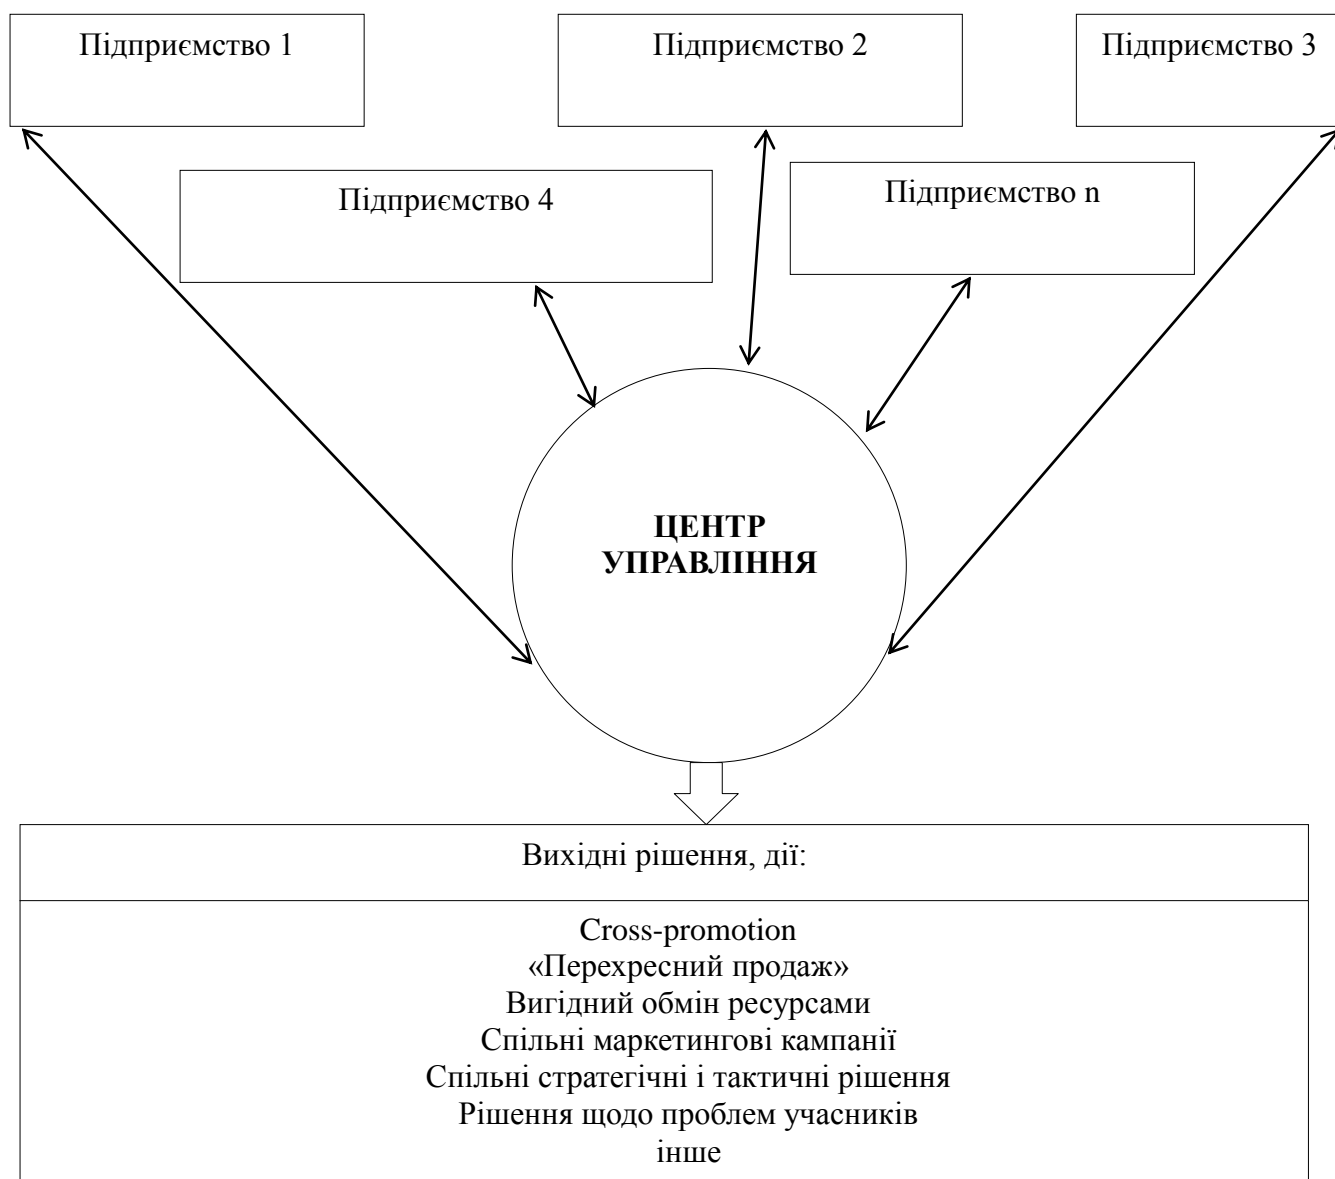 Підприємство 1
Підприємство 2
Підприємство 3
Підприємство 4
Підприємство n
ЦЕНТР
УПРАВЛІННЯ
Вихідні рішення, дії:
Cross-promotion
«Перехресний продаж»
Вигідний обмін ресурсами
Спільні маркетингові кампанії
Спільні стратегічні і тактичні рішення
Рішення щодо проблем учасників
інше